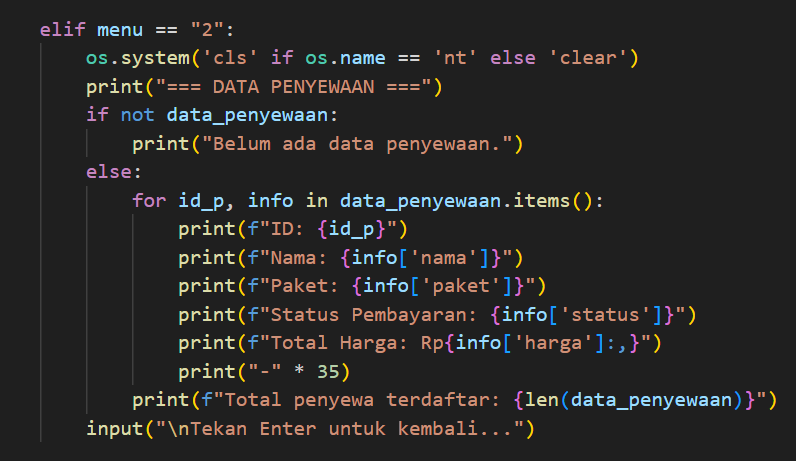 elif menu == "2":
    os.system('cls' if os.name == 'nt' else 'clear')
    print("=== DATA PENYEWAAN ===")
    if not data_penyewaan:
        print("Belum ada data penyewaan.")
    else:
        for id_p, info in data_penyewaan.items():
            print(f"ID: {id_p}")
            print(f"Nama: {info['nama']}")
            print(f"Paket: {info['paket']}")
            print(f"Status Pembayaran: {info['status']}")
            print(f"Total Harga: Rp{info['harga']:,}")
            print("-" * 35)
        print(f"Total penyewa terdaftar: {len(data_penyewaan)}")
    input("\nTekan Enter untuk kembali...")